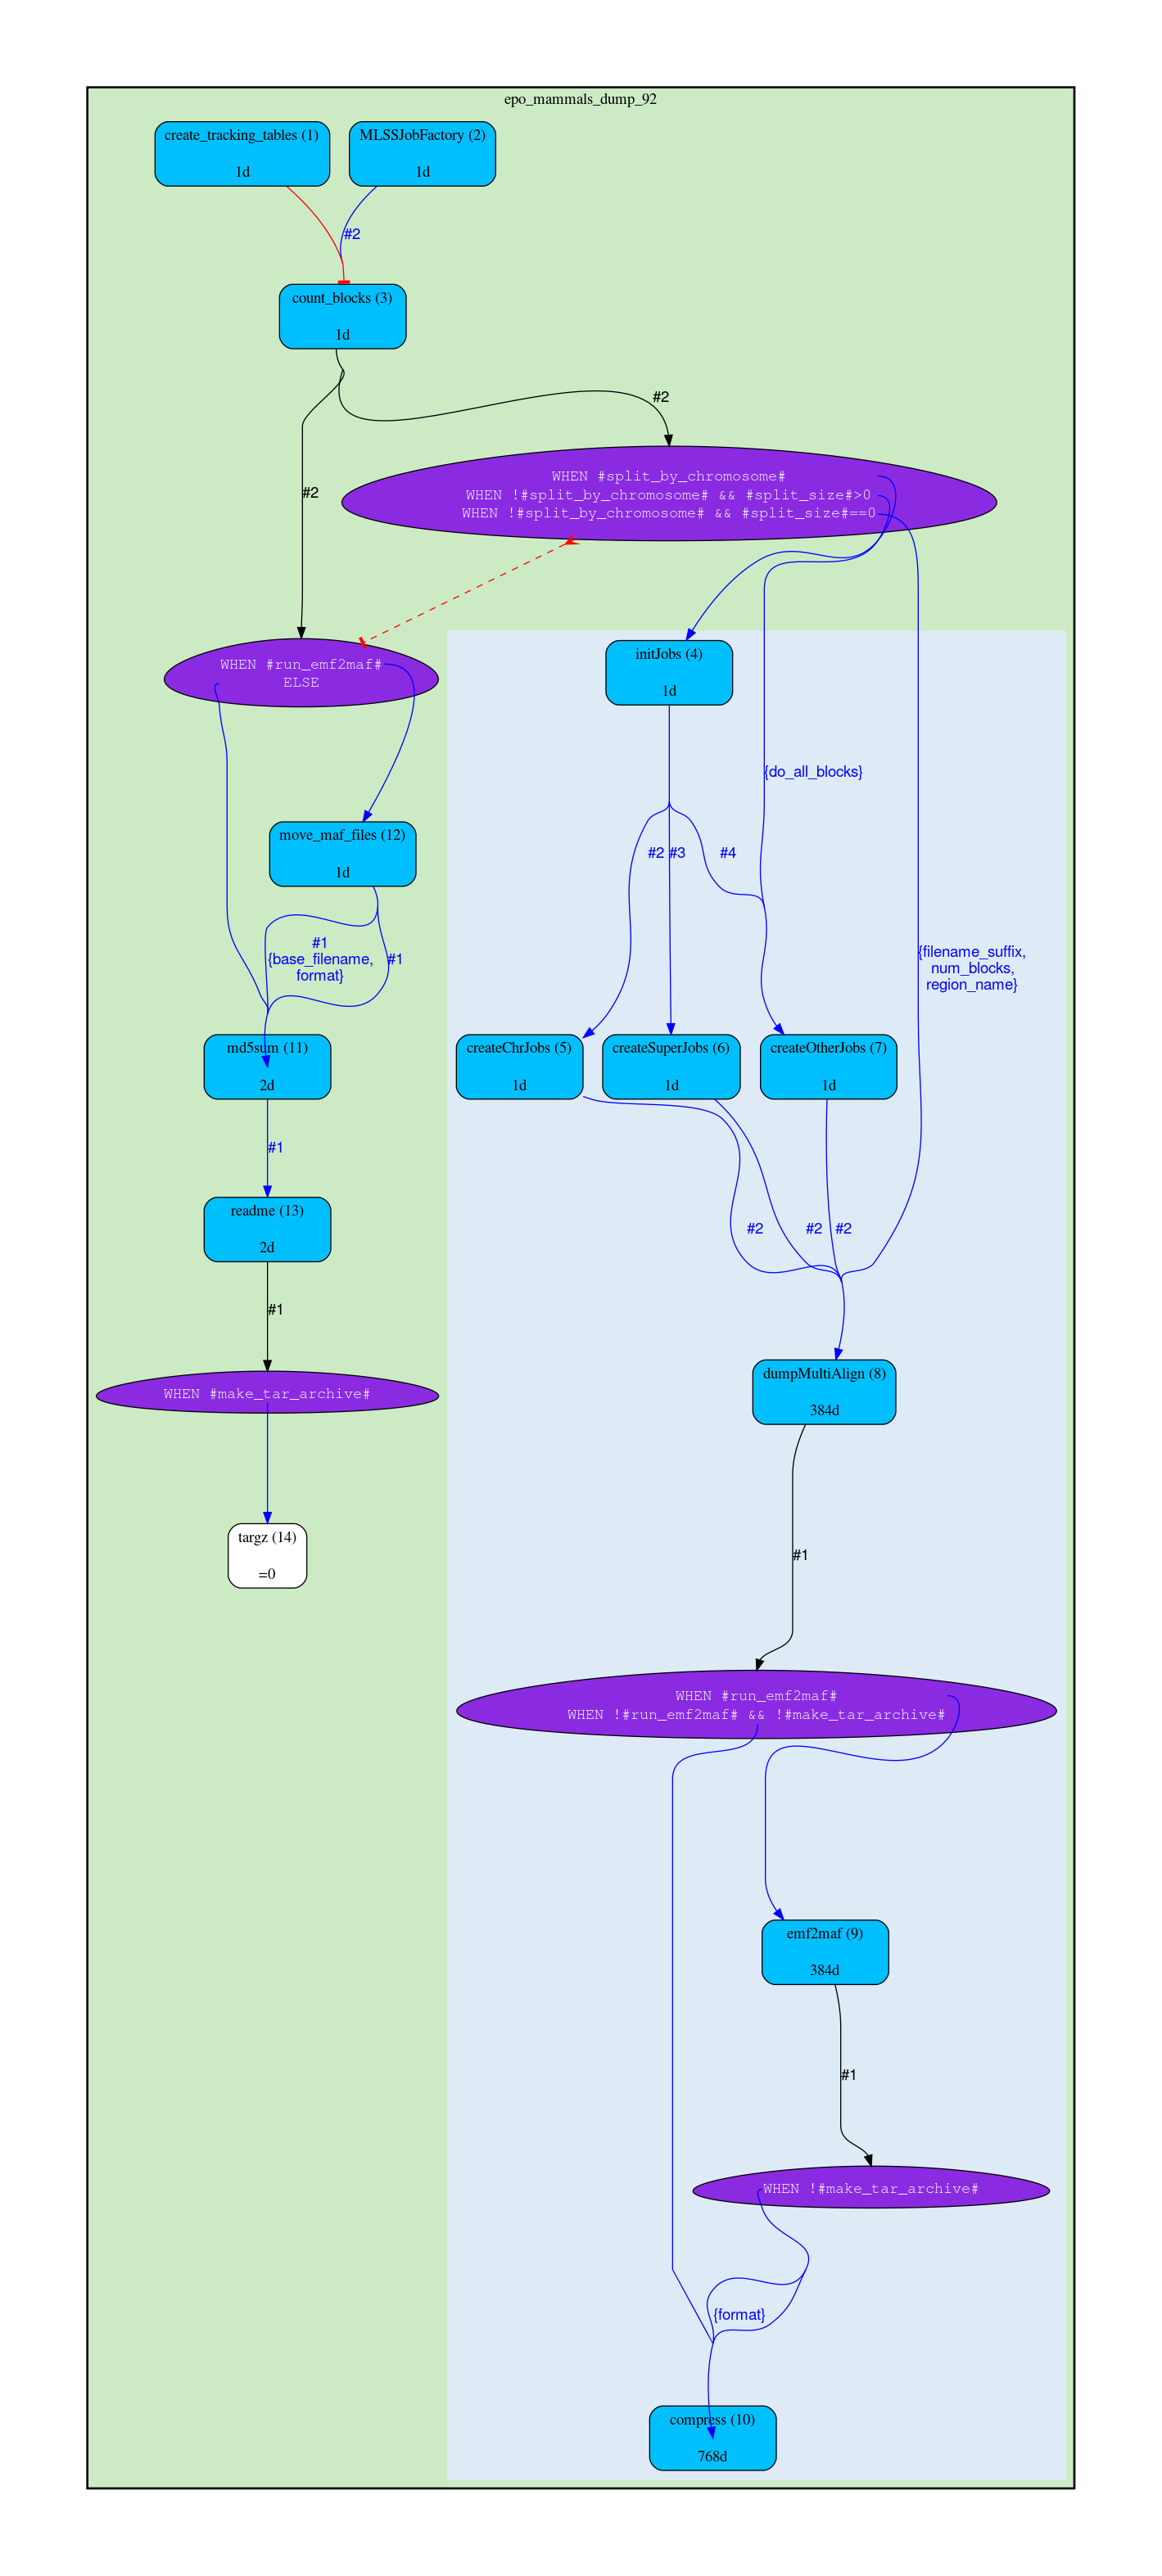 epo_mammals_dump_92
create_tracking_tables (1)
1d
MLSSJobFactory (2)
1d
#2
count_blocks (3)
1d
#2
#2
WHEN #split_by_chromosome#
WHEN !#split_by_chromosome# && #split_size#>0
WHEN !#split_by_chromosome# && #split_size#==0
WHEN #run_emf2maf#
ELSE
initJobs (4)
1d
{do_all_blocks}
move_maf_files (12)
1d
#2
#3
#4
#1
{base_filename,
format}
#1
{filename_suffix,
num_blocks,
region_name}
md5sum (11)
2d
createChrJobs (5)
1d
createSuperJobs (6)
1d
createOtherJobs (7)
1d
#1
readme (13)
2d
#2
#2
#2
#1
WHEN #make_tar_archive#
dumpMultiAlign (8)
384d
targz (14)
=0
#1
WHEN #run_emf2maf#
WHEN !#run_emf2maf# && !#make_tar_archive#
emf2maf (9)
384d
#1
WHEN !#make_tar_archive#
{format}
compress (10)
768d